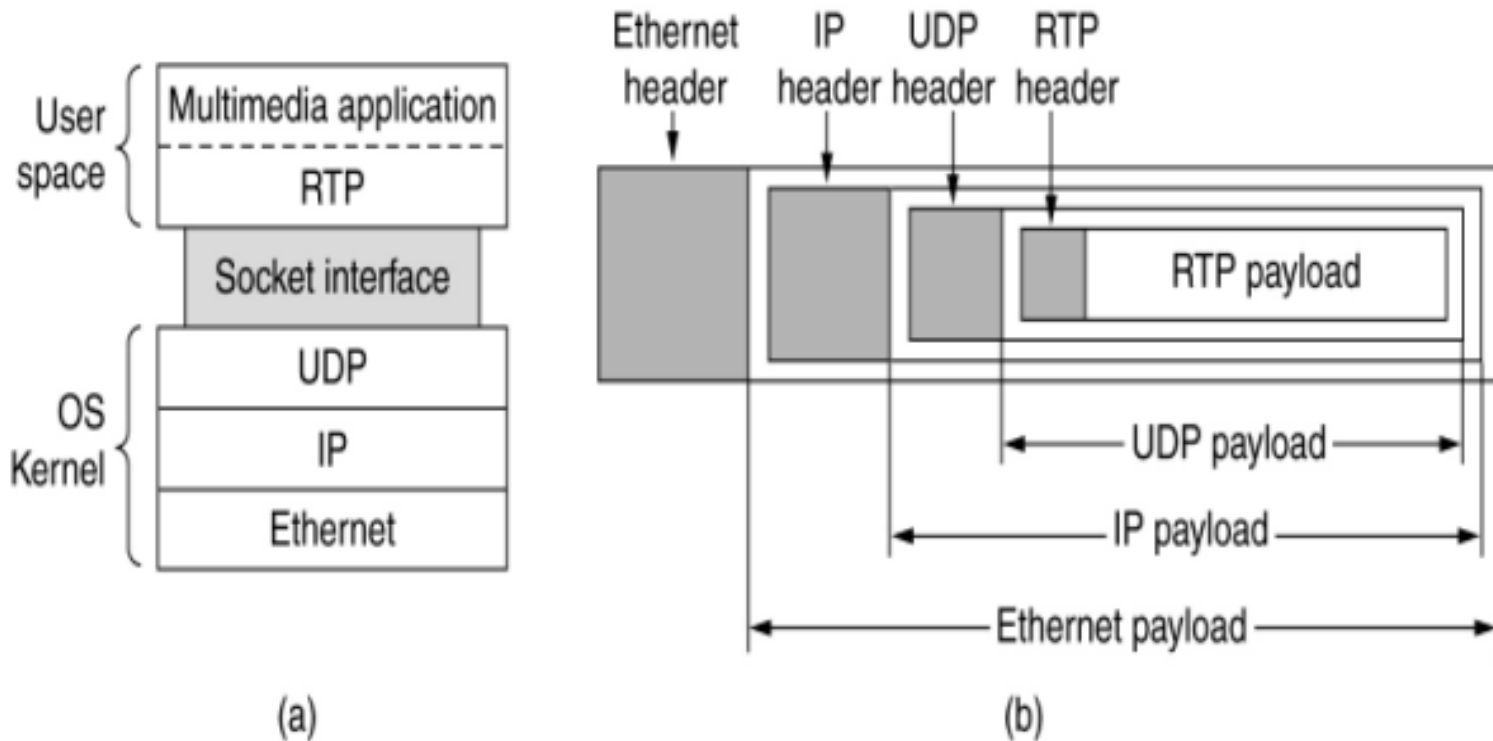 User
space
Multimedia application
RTP
Socket interface
OS
Kernel
UDP
IP
Ethernet
(a)
Ethernet
header
IP
header
UDP
header
RTP
header
RTP payload
UDP payload
IP payload
Ethernet payload
(b)